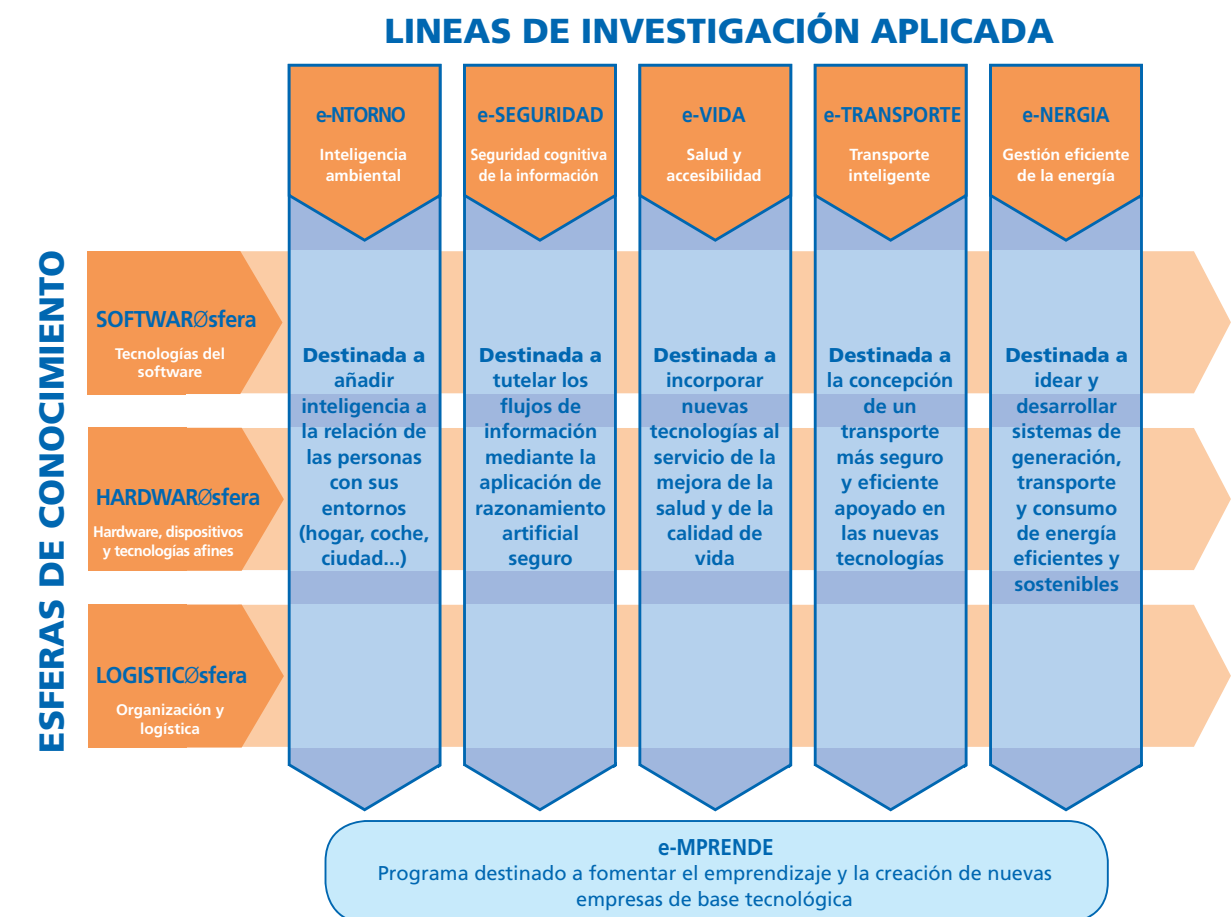 LINEAS DE INVESTIGACIÓN APLICADA
e-NTORNO
Inteligencia
ambiental
e-SEGURIDAD
Seguridad cognitiva
de la información
e-VIDA
Salud y
accesibilidad
e-TRANSPORTE
Transporte
inteligente
e-NERGIA
Gestión eficiente
de la energía
ESFERAS DE CONOCIMIENTO
SOFTWARØsfera
Tecnologías del
software
HARDWARØsfera
Hardware, dispositivos
y tecnologías afines
LOGISTICØsfera
Organización y
logística
Destinada a
añadir
inteligencia a
la relación de
las personas
con sus
entornos
(hogar, coche,
ciudad...)
Destinada a
tutelar los
flujos de
información
mediante la
aplicación de
razonamiento
artificial
seguro
Destinada a
incorporar
nuevas
tecnologías al
servicio de la
mejora de la
salud y de la
calidad de
vida
Destinada a
la concepción
de un
transporte
más seguro
y eficiente
apoyado en
las nuevas
tecnologías
Destinada a
idear y
desarrollar
sistemas de
generación,
transporte
y consumo
de energía
eficientes y
sostenibles
e-MPRENDE
Programa destinado a fomentar el emprendizaje y la creación de nuevas
empresas de base tecnológica